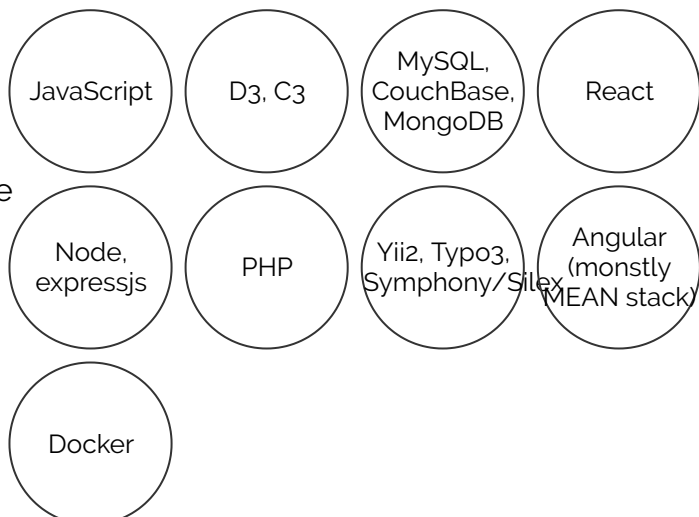 JavaScript
D3, C3
MySQL,
CouchBase,
MongoDB
React
e
Node,
expressjs
PHP
Yii2, Typo3,
Symphony/Silex
Angular
(monstly
MEAN stack)
Docker